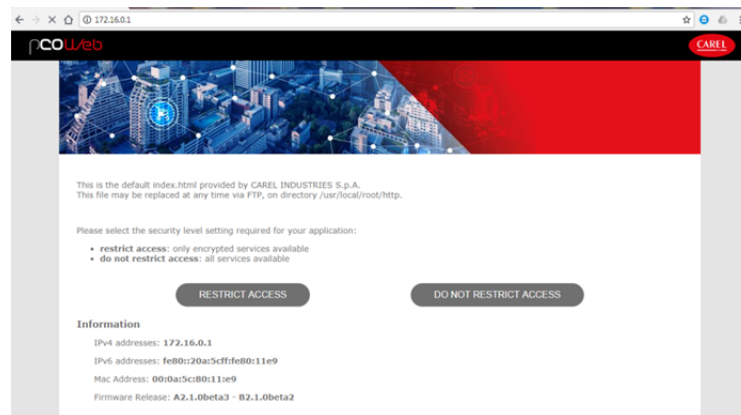 172.16.0.1
pCOWeb
CAREL
This is the default index.html provided by CAREL INDUSTRIES S.p.A.
This file may be replaced at any time via FTP, on directory /usr/local/root/http.
Please select the security level setting required for your application:
• restrict access: only encrypted services available
• do not restrict access: all services available
RESTRICT ACCESS
DO NOT RESTRICT ACCESS
Information
IPv4 addresses: 172.16.0.1
IPv6 addresses: fe80::20a:5cff:fe80:11e9
Mac Address: 00:0a:5c:80:11:e9
Firmware Release: A2.1.0beta3 - B2.1.0beta2